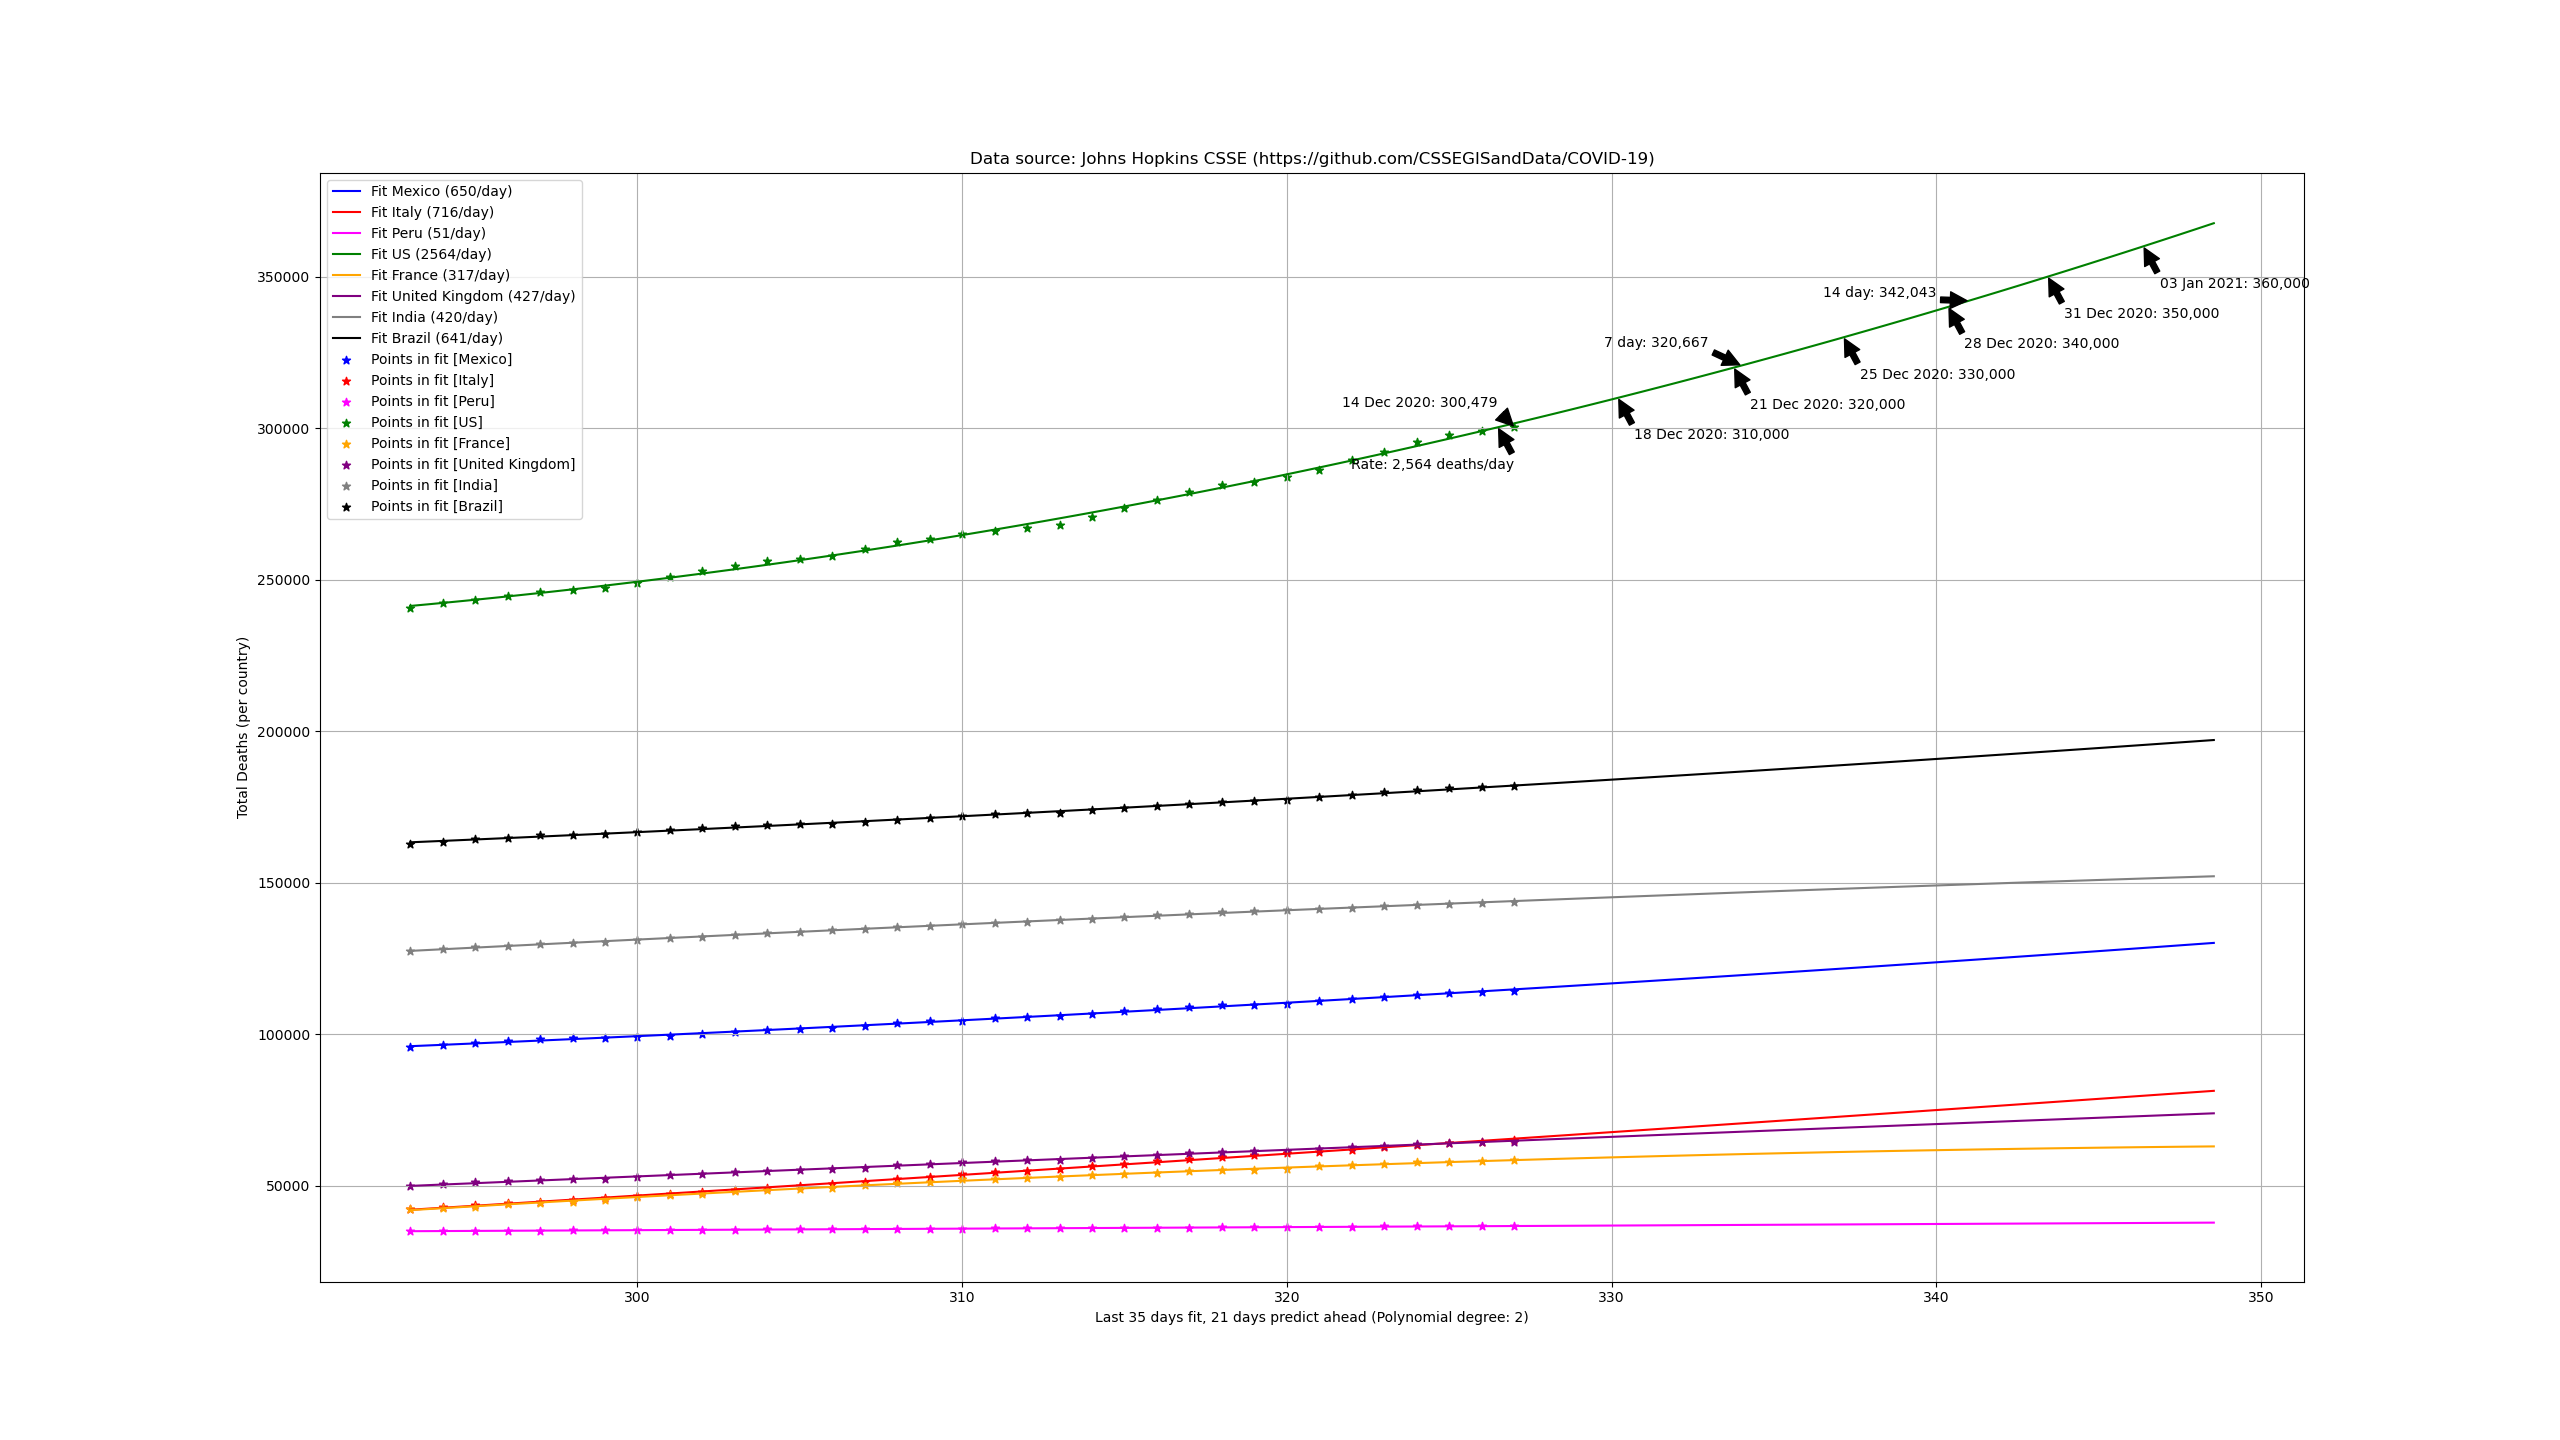 Data source: Johns Hopkins CSSE (https://github.com/CSSEGISandData/COVID-19)
Fit Mexico (650/day)
Fit Italy (716/day)
Fit Peru (51/day)
Fit US (2564/day)
Fit France (317/day)
Fit United Kingdom (427/day)
Fit India (420/day)
Fit Brazil (641/day)
Points in fit [Mexico]
Points in fit [Italy]
Points in fit [Peru]
Points in fit [US]
Points in fit [France]
Points in fit [United Kingdom]
Points in fit [India]
Points in fit [Brazil]
03 Jan 2021: 360,000
14 day: 342,043
31 Dec 2020: 350,000
7 day: 320,667
28 Dec 2020: 340,000
25 Dec 2020: 330,000
14 Dec 2020: 300,479
21 Dec 2020: 320,000
18 Dec 2020: 310,000
Rate: 2,564 deaths/day
Total Deaths (per country)
350000
300000
250000
200000
150000
100000
50000
300
310
320
330
340
350
Last 35 days fit, 21 days predict ahead (Polynomial degree: 2)